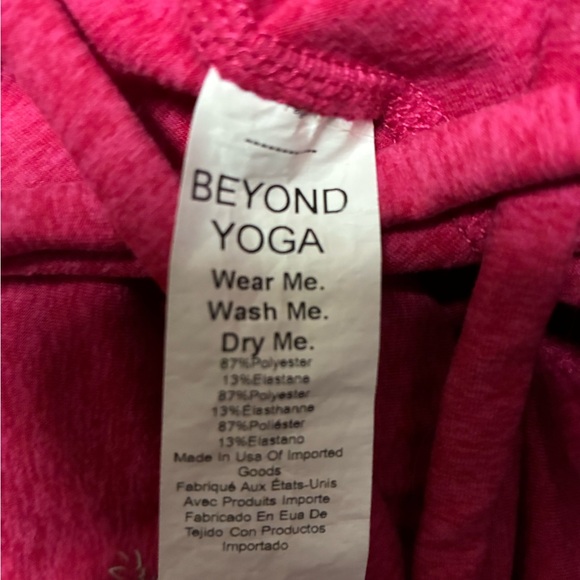 BEYOND
YOGA
Wear Me.
Wash Me.
Dry Me.
87%Polyester
13%Elastane
87%Polyester
13%Elasthanne
87%Poliéster
13%Elastano
Made In Usa Of Imported
Goods
Fabriqué Aux États-Unis
Avec Produits Importe
Fabricado En Eua De
Tejido Con Productos
Importado